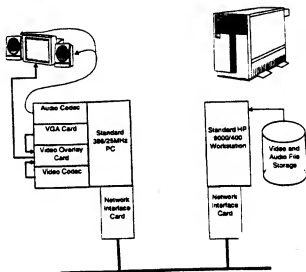 Audio Codec
VGA Card
Video Overlay
Card
Video Codec
Standard
386/25MHz
PC
Network
Interface
Card
Standard HP
9000/400
Workstation
Network
Interface
Card
Video and
Audio File
Storage